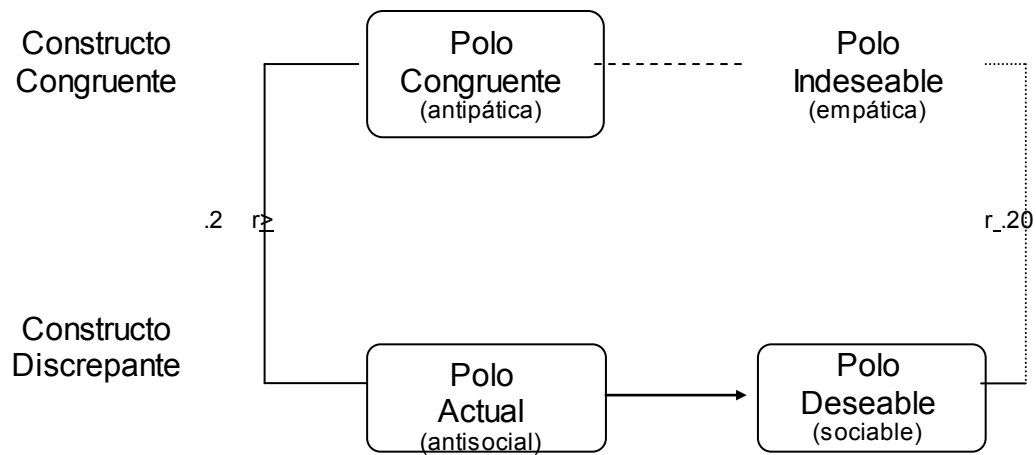 Constructo
Congruente
Polo
Congruente
(antipática)
Polo
Indeseable
(empática)
.2 r≥
r_.20
Constructo
Discrepante
Polo
Actual
(antisocial)
Polo
Deseable
(sociable)